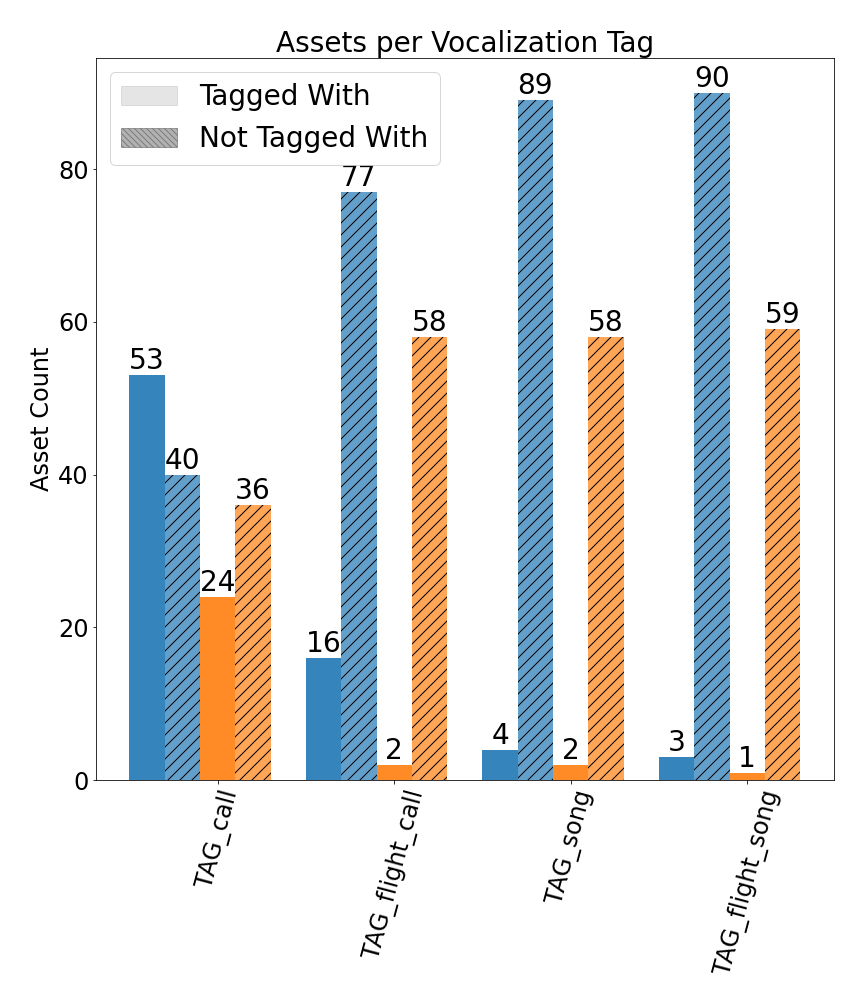 Assets per Vocalization Tag
Tagged With
Not Tagged With
Asset Count
80
60
40
20
0
53
40
24
36
16
77
2
58
4
89
2
58
3
90
1
59
TAG_call
TAG_flight_call
TAG_song
TAG_flight_song